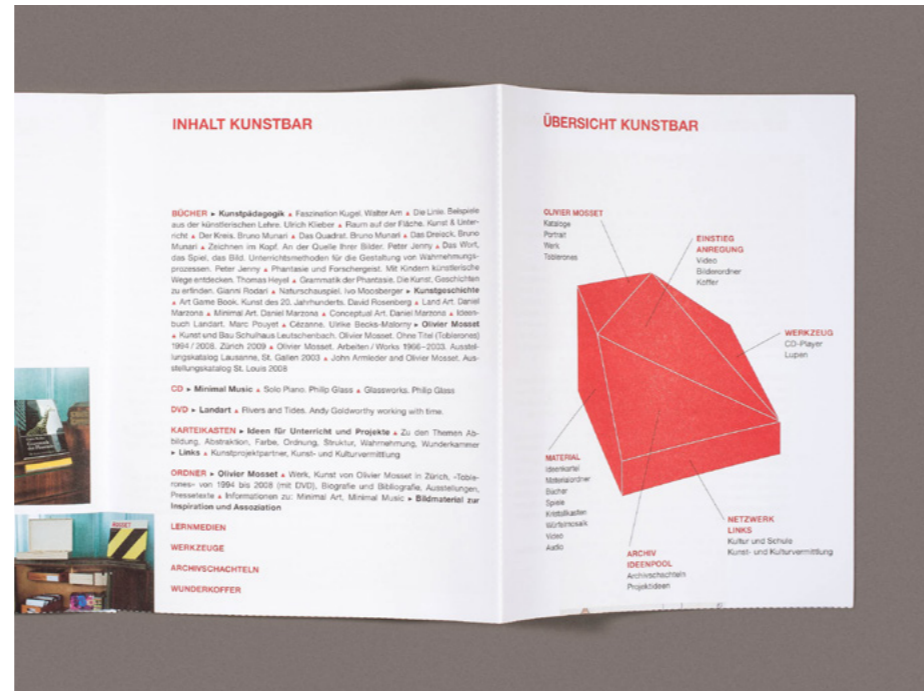 INHALT KUNSTBAR
BÜCHER ▸ Kunstpädagogik ▴ Faszination Kugel. Walter Am ▴ Die Linie. Beispiele
aus der künstlerischen Lehre. Ulrich Klieber ▴ Raum auf der Fläche. Kunst & Unter-
richt ▴ Der Kreis. Bruno Munari ▴ Das Quadrat. Bruno Munari ▴ Das Dreieck. Bruno
Munari ▴ Zeichnen im Kopf. An der Quelle Ihrer Bilder. Peter Jenny ▴ Das Wort,
das Spiel, das Bild. Unterrichtsmethoden für die Gestaltung von Wahrnehmungs-
prozessen. Peter Jenny ▴ Phantasie und Forschergeist. Mit Kindern künstlerische
Wege entdecken. Thomas Heyel ▴ Grammatik der Phantasie. Die Kunst, Geschichten
zu erfinden. Gianni Rodari ▴ Naturschauspiel. Ivo Moosberger ▸ Kunstgeschichte
▴ Art Game Book. Kunst des 20. Jahrhunderts. David Rosenberg ▴ Land Art. Daniel
Marzona ▴ Minimal Art. Daniel Marzona ▴ Conceptual Art. Daniel Marzona ▴ Ideen-
buch Landart. Marc Pouyet ▴ Cézanne. Ulrike Becks-Malorny ▸ Olivier Mosset
▴ Kunst und Bau Schulhaus Leutschenbach. Olivier Mosset. Ohne Titel (Toblerones)
1994 / 2008. Zürich 2009 ▴ Olivier Mosset. Arbeiten / Works 1966–2003. Ausstel-
lungskatalog Lausanne, St. Gallen 2003 ▴ John Armleder and Olivier Mosset. Aus-
stellungskatalog St. Louis 2008
CD ▸ Minimal Music ▴ Solo Piano. Philip Glass ▴ Glassworks. Philip Glass
DVD ▸ Landart ▴ Rivers and Tides. Andy Goldworthy working with time.
KARTEIKASTEN ▸ Ideen für Unterricht und Projekte ▴ Zu den Themen Ab-
bildung, Abstraktion, Farbe, Ordnung, Struktur, Wahrnehmung, Wunderkammer
▸ Links ▴ Kunstprojektpartner, Kunst- und Kulturvermittlung
ORDNER ▸ Olivier Mosset ▴ Werk, Kunst von Olivier Mosset in Zürich, «Toble-
rones» von 1994 bis 2008 (mit DVD), Biografie und Bibliografie, Ausstellungen,
Pressetexte ▴ Informationen zu: Minimal Art, Minimal Music ▸ Bildmaterial zur
Inspiration und Assoziation
LERNMEDIEN
WERKZEUGE
ARCHIVSCHACHTELN
WUNDERKOFFER
MOSSET
ÜBERSICHT KUNSTBAR
OLIVIER MOSSET
Kataloge
Portrait
Werk
Toblerones
EINSTIEG
ANREGUNG
Video
Bilderordner
Koffer
WERKZEUG
CD-Player
Lupen
MATERIAL
Ideenkartei
Materialordner
Bücher
Spiele
Kristallkasten
Würfelmosaik
Video
Audio
ARCHIV
IDEENPOOL
Archivschachteln
Projektideen
NETZWERK
LINKS
Kultur und Schule
Kunst- und Kulturvermittlung